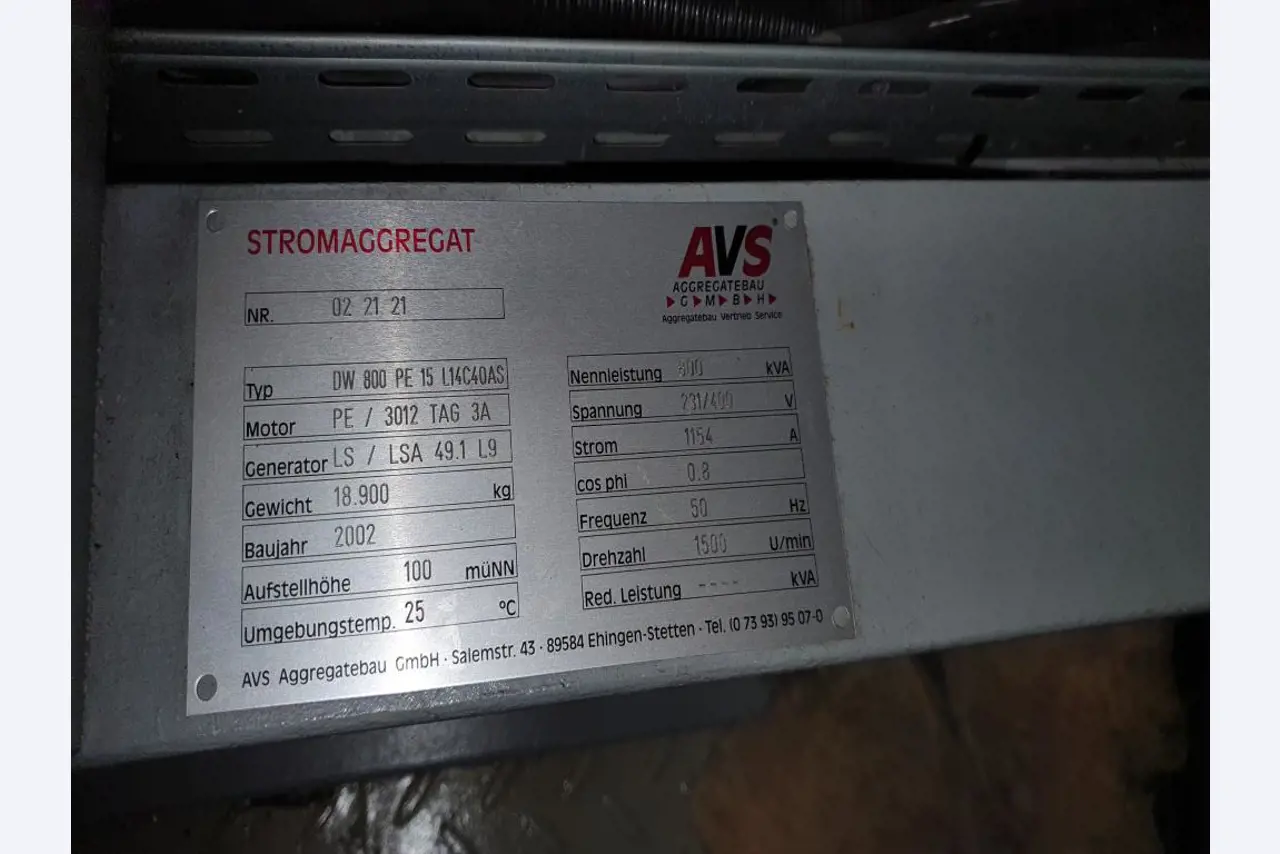 STROMAGGREGAT
AVS®
AGGREGATEBAU
G M B H
Aggregatebau Vertrieb Service
NR. 02 21 21
Typ DW 800 PE 15 L14C40AS
Motor PE / 3012 TAG 3A
Generator LS / LSA 49.1 L9
Gewicht 18.900 kg
Baujahr 2002
Aufstellhöhe 100 müNN
Umgebungstemp. 25 °C
Nennleistung 800 kVA
Spannung 231/400 V
Strom 1154 A
cos phi 0.8
Frequenz 50 Hz
Drehzahl 1500 U/min
Red. Leistung ---- kVA
AVS Aggregatebau GmbH · Salemstr. 43 · 89584 Ehingen-Stetten · Tel. (0 73 93) 95 07-0